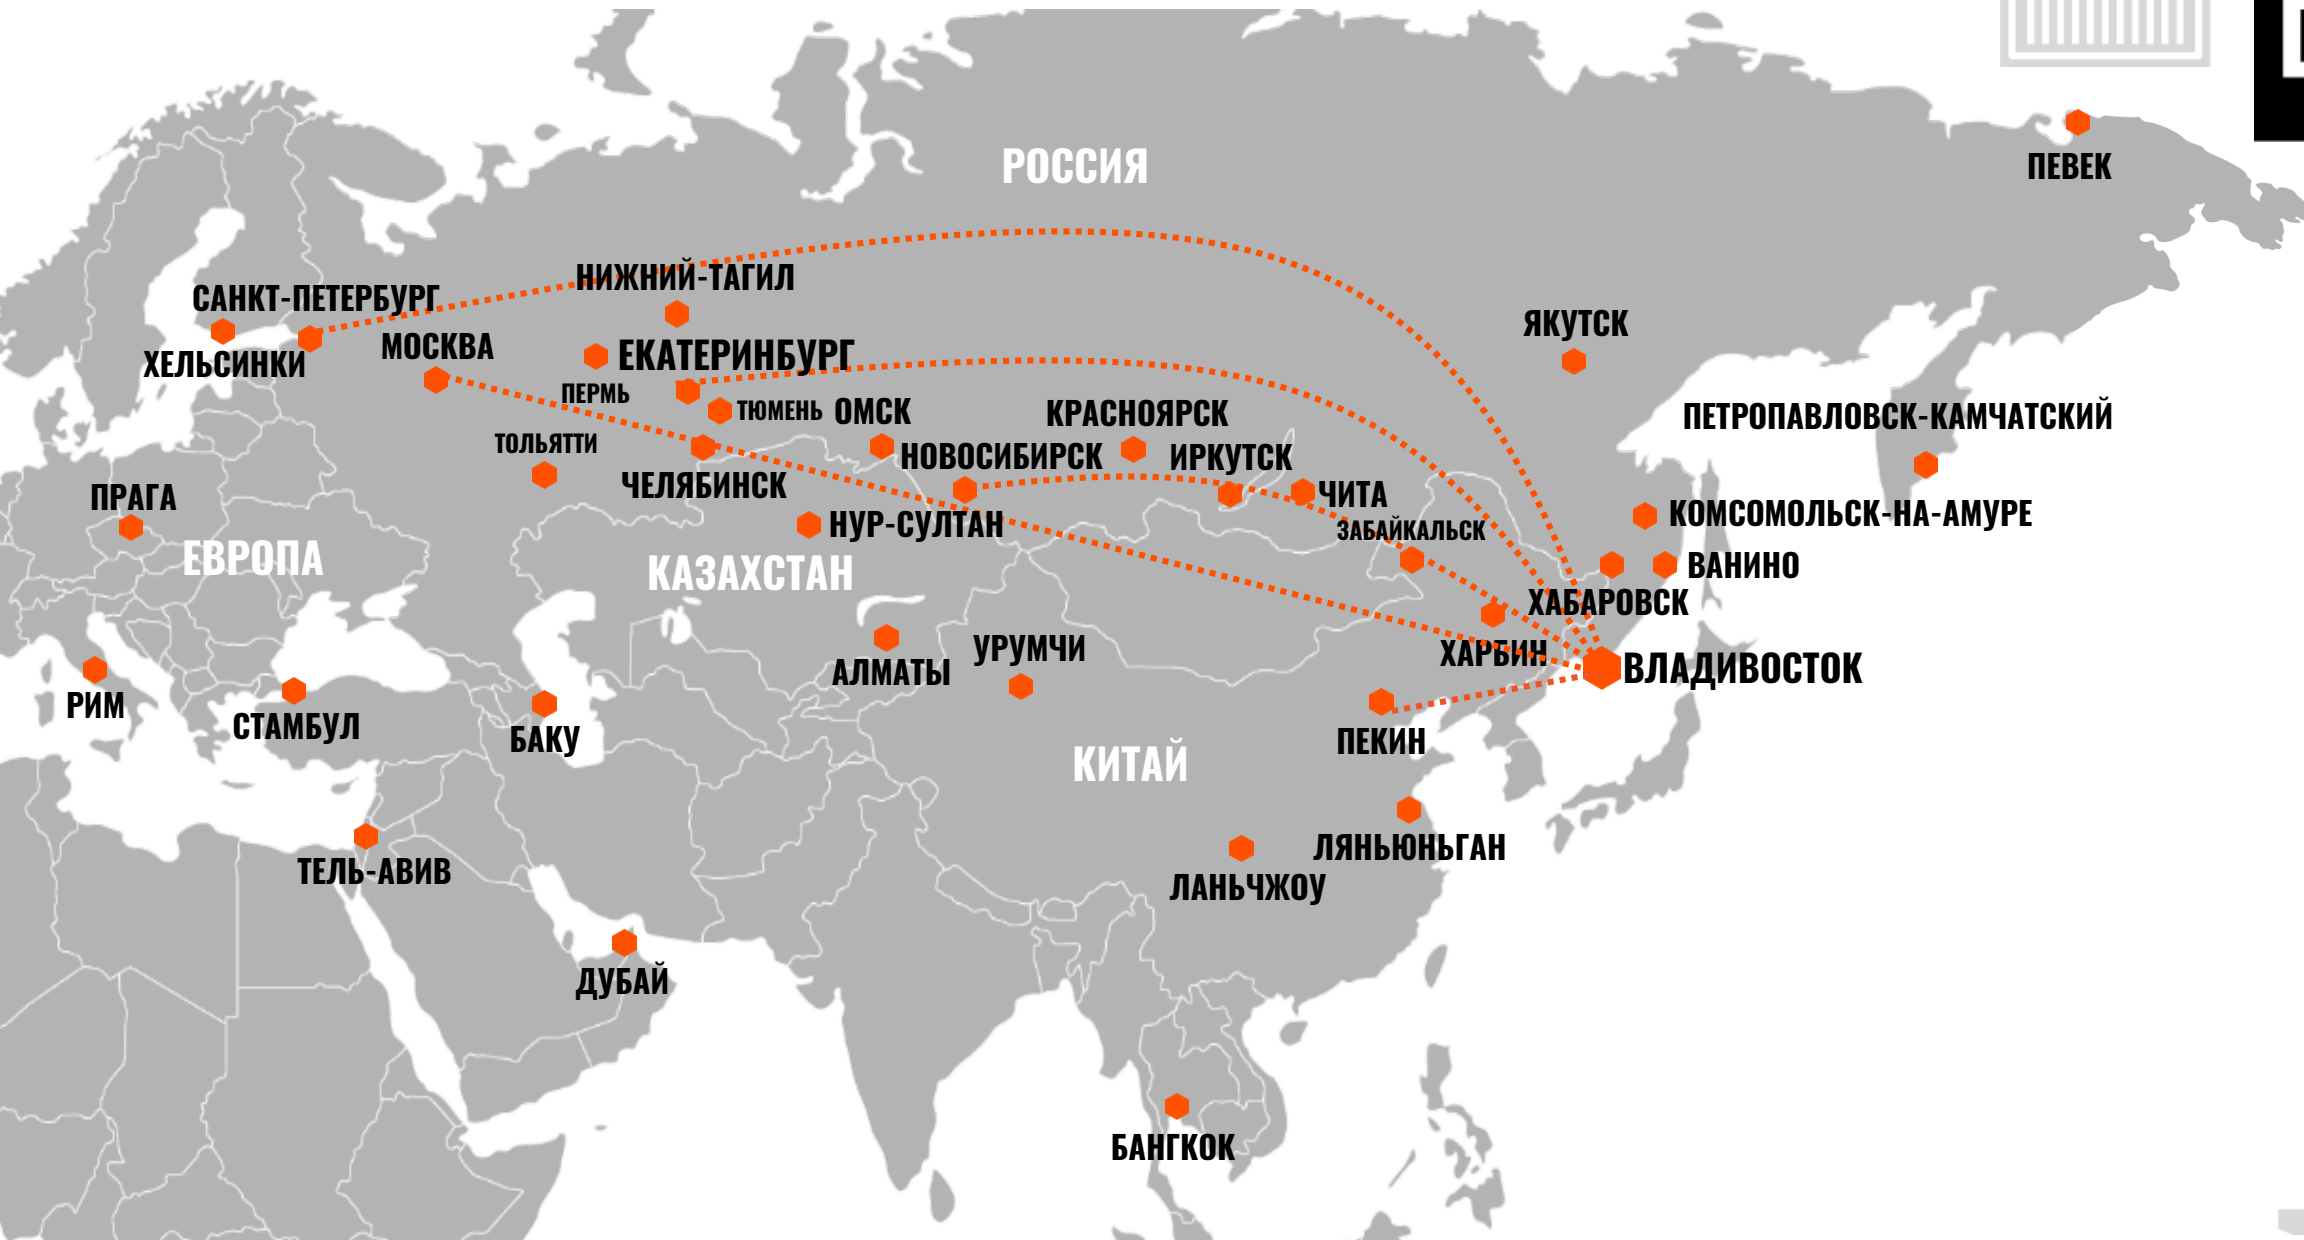 РОССИЯ
ПЕВЕК
НИЖНИЙ-ТАГИЛ
САНКТ-ПЕТЕРБУРГ
ЯКУТСК
МОСКВА
ЕКАТЕРИНБУРГ
ХЕЛЬСИНКИ
ПЕРМЬ
ТЮМЕНЬ
ОМСК
КРАСНОЯРСК
ПЕТРОПАВЛОВСК-КАМЧАТСКИЙ
ТОЛЬЯТТИ
НОВОСИБИРСК
ИРКУТСК
ЧЕЛЯБИНСК
ЧИТА
ПРАГА
КОМСОМОЛЬСК-НА-АМУРЕ
НУР-СУЛТАН
ЗАБАЙКАЛЬСК
ЕВРОПА
ВАНИНО
КАЗАХСТАН
ХАБАРОВСК
УРУМЧИ
ХАРБИН
АЛМАТЫ
ВЛАДИВОСТОК
РИМ
СТАМБУЛ
БАКУ
ПЕКИН
КИТАЙ
ЛЯНЬЮНЬГАН
ТЕЛЬ-АВИВ
ЛАНЬЧЖОУ
ДУБАЙ
БАНГКОК